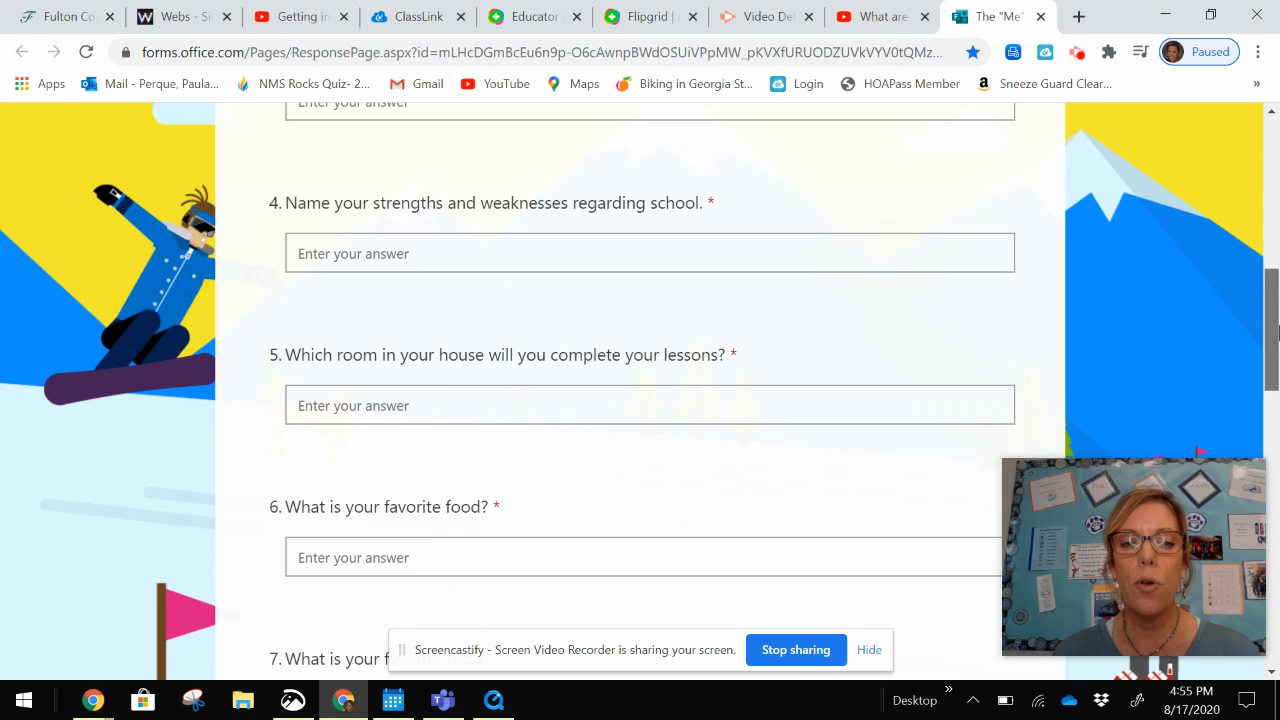 Fulton Co
Webs - Sil
Getting in
ClassLink
Educator
Flipgrid |
Video Det
What are
The "Me"
forms.office.com/Pages/ResponsePage.aspx?id=mLHcDGmBcEu6n9p-O6cAwnpBWdOSUiVPpMW_pKVXfURUODZUVkVYV0tQMz...
Paused
Apps
Mail - Perque, Paula...
NMS Rocks Quiz- 2...
Gmail
YouTube
Maps
Biking in Georgia St...
Login
HOAPass Member
Sneeze Guard Clear...
»
Enter your answer
4. Name your strengths and weaknesses regarding school. *
Enter your answer
5. Which room in your house will you complete your lessons? *
Enter your answer
6. What is your favorite food? *
Enter your answer
7. What is your f
Screencastify - Screen Video Recorder is sharing your screen.
Stop sharing
Hide
Desktop
»
4:55 PM
8/17/2020